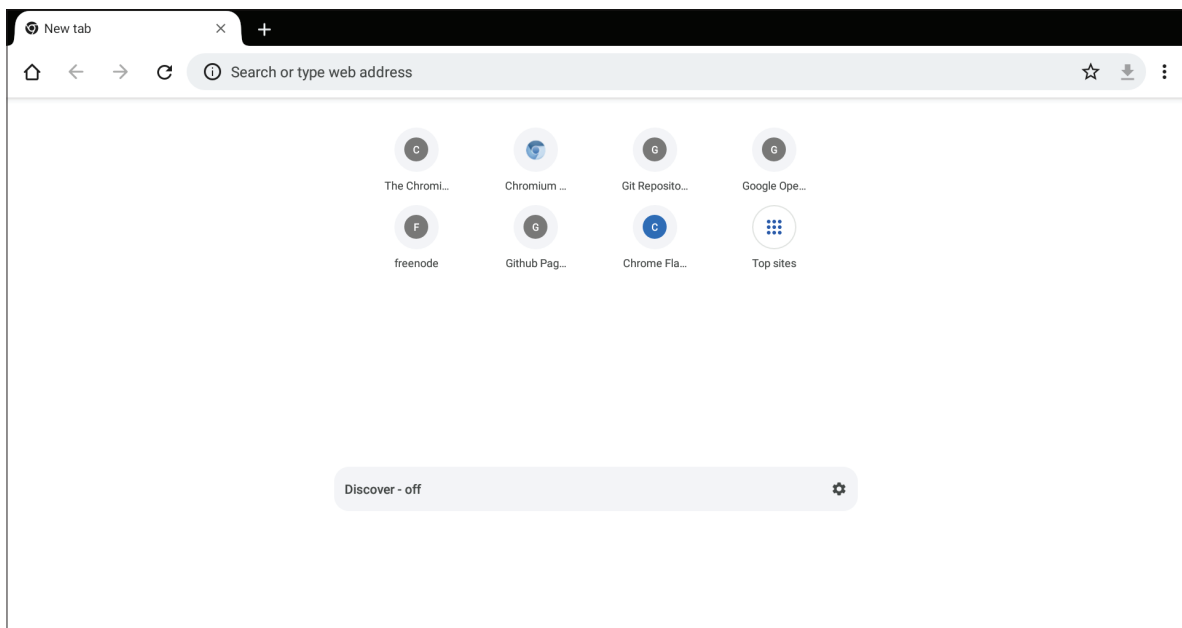 New tab
Search or type web address
C
G
G
The Chromi...
Chromium ...
Git Reposito...
Google Ope...
F
G
C
freenode
Github Pag...
Chrome Fla...
Top sites
Discover - off